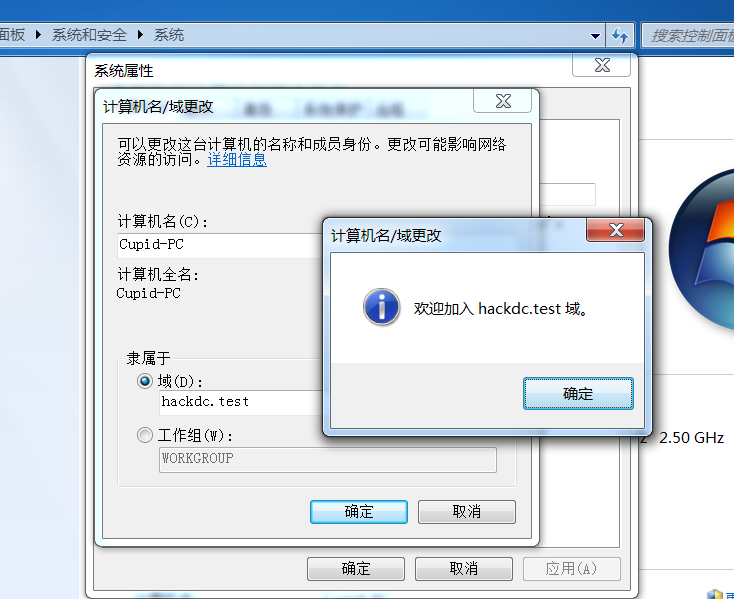 面板 ▸ 系统和安全 ▸ 系统
搜索控制面板
系统属性
计算机名/域更改
可以更改这台计算机的名称和成员身份。更改可能影响网络
资源的访问。详细信息
计算机名(C):
Cupid-PC
计算机全名:
Cupid-PC
隶属于
域(D):
hackdc.test
工作组(W):
WORKGROUP
确定
取消
计算机名/域更改
欢迎加入 hackdc.test 域。
确定
2.50 GHz
确定
取消
应用(A)